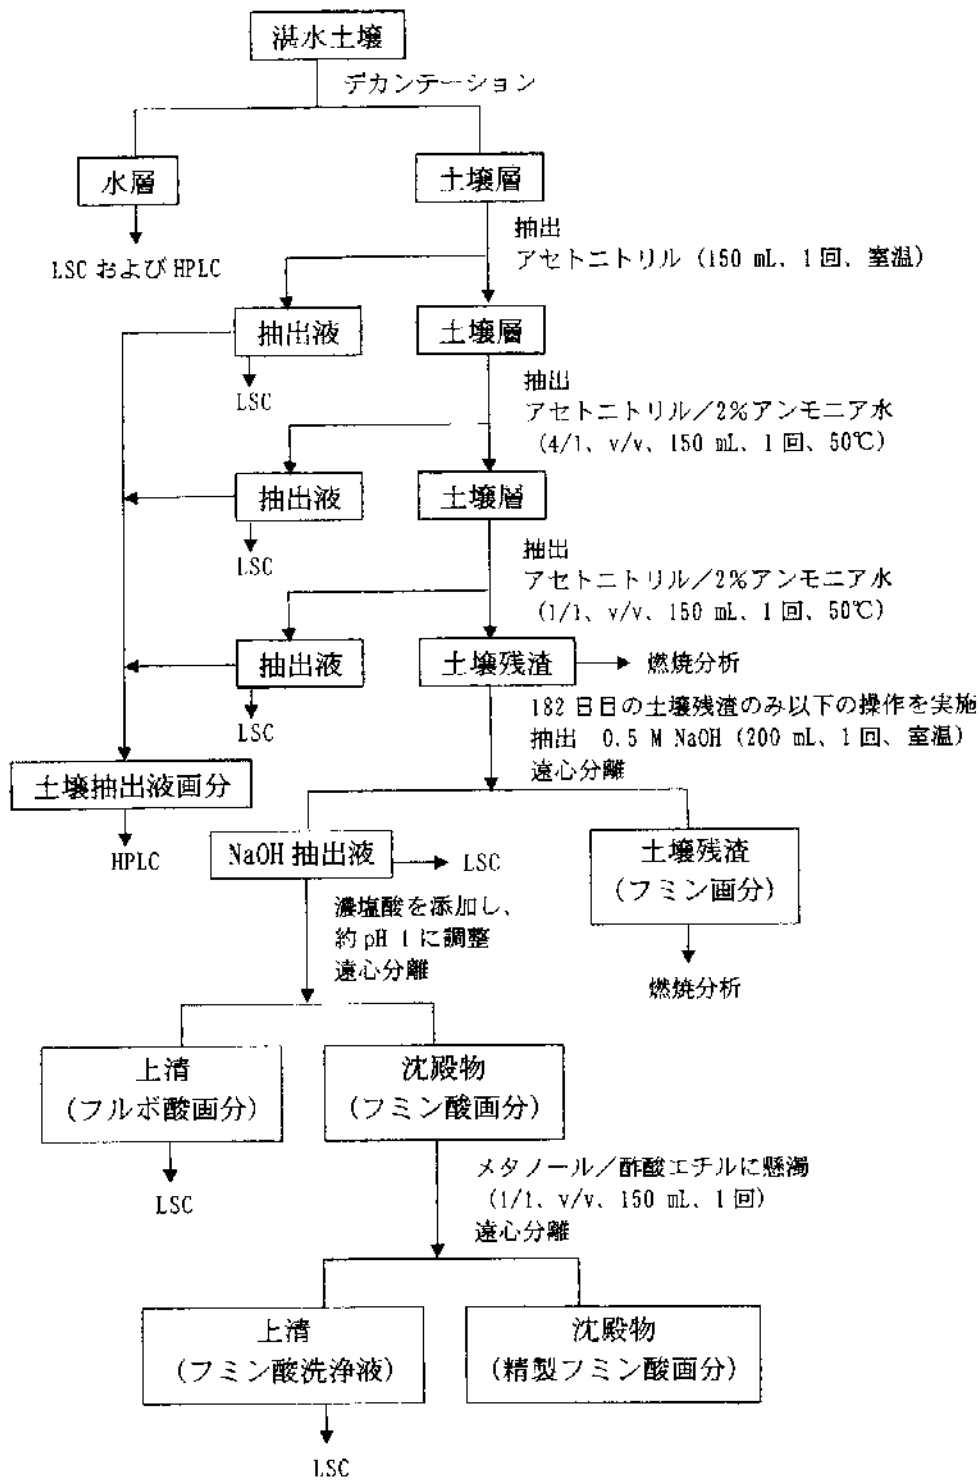 湛水土壌
デカンテーション
水層
土壌層
LSC および HPLC
抽出
アセトニトリル (150 mL、1 回、室温)
抽出液
土壌層
LSC
抽出
アセトニトリル／2％アンモニア水
(4/1、v/v、150 mL、1 回、50℃)
抽出液
土壌層
LSC
抽出
アセトニトリル／2％アンモニア水
(1/1、v/v、150 mL、1 回、50℃)
抽出液
土壌残渣
燃焼分析
LSC
182 日目の土壌残渣のみ以下の操作を実施
抽出 0.5 M NaOH (200 mL、1 回、室温)
遠心分離
土壌抽出液画分
HPLC
NaOH 抽出液
LSC
土壌残渣
(フミン画分)
濃塩酸を添加し、
約 pH 1 に調整
遠心分離
燃焼分析
上清
(フルボ酸画分)
沈殿物
(フミン酸画分)
LSC
メタノール／酢酸エチルに懸濁
(1/1、v/v、150 mL、1 回)
遠心分離
上清
(フミン酸洗浄液)
沈殿物
(精製フミン酸画分)
LSC